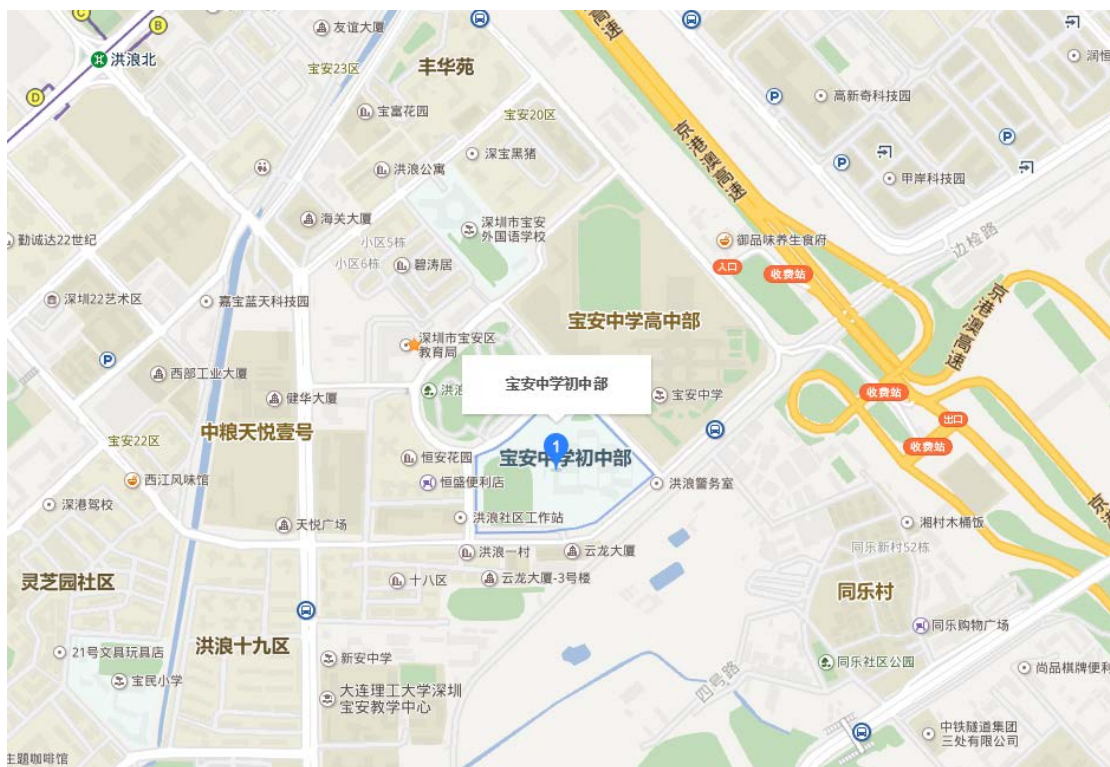 C
B
友谊大厦
洪浪北
丰华苑
宝安23区
润恒
D
高新奇科技园
P
宝富花园
宝安20区
京港澳高速
P
深宝黑猪
P
洪浪公寓
甲岸科技园
海关大厦
深圳市宝安
外国语学校
勤诚达22世纪
小区5栋
御品味养生食府
边检路
小区6栋
碧涛居
入口
收费站
深圳22艺术区
嘉宝蓝天科技园
京港澳高速
宝安中学高中部
深圳市宝安区
教育局
P
西部工业大厦
宝安中学初中部
洪浪
宝安中学
收费站
健华大厦
出口
中粮天悦壹号
宝安22区
收费站
1
恒安花园
宝安中学初中部
西江风味馆
恒盛便利店
洪浪警务室
深港驾校
天悦广场
洪浪社区工作站
湘村木桶饭
洪浪一村
云龙大厦
同乐新村52栋
灵芝园社区
十八区
云龙大厦-3号楼
同乐村
同乐购物广场
洪浪十九区
21号文具玩具店
新安中学
同乐社区公园
尚品棋牌便利
宝民小学
四号路
大连理工大学深圳
宝安教学中心
中铁隧道集团
三处有限公司
主题咖啡馆